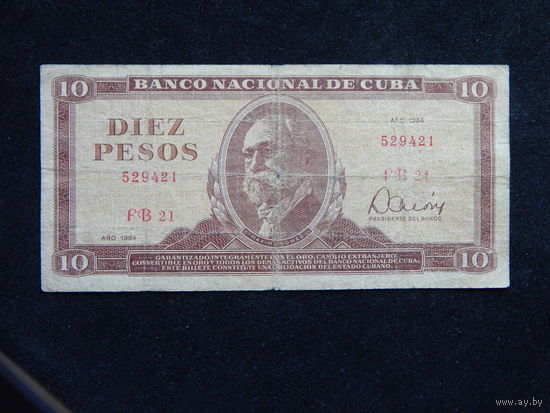 10 BANCO NACIONAL DE CUBA 10
DIEZ
PESOS
529421
FB 21
AÑO 1984
AÑO 1984
529421
FB 21
PRESIDENTE DEL BANCO
10 10
GARANTIZADO INTEGRAMENTE CON EL ORO, CAMBIO EXTRANJERO
CONVERTIBLE EN ORO Y TODOS LOS DEMAS ACTIVOS DEL BANCO NACIONAL DE CUBA.
ESTE BILLETE CONSTITUYE UNA OBLIGACION DEL ESTADO CUBANO.
www.ay.by